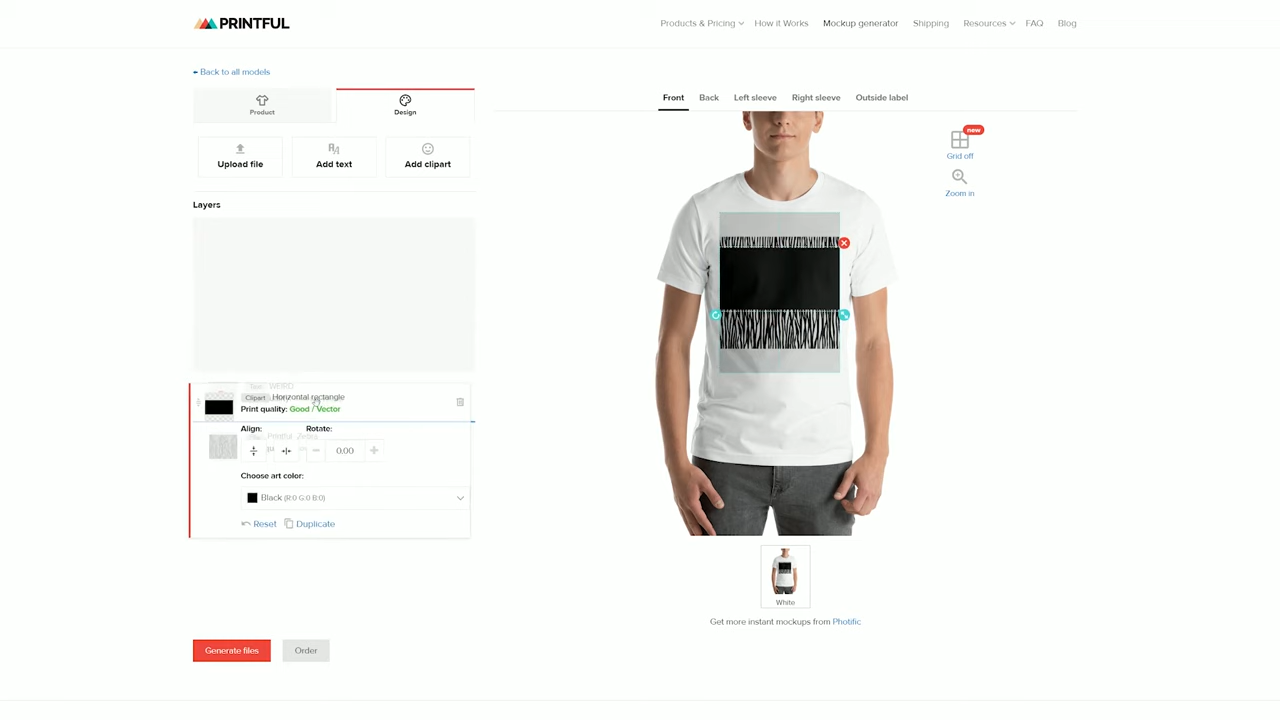 PRINTFUL
Products & Pricing
How it Works
Mockup generator
Shipping
Resources
FAQ
Blog
Back to all models
Product
Design
Front
Back
Left sleeve
Right sleeve
Outside label
Upload file
Add text
Add clipart
new
Grid off
Zoom in
Layers
Text WEIRD
Clipart Horizontal rectangle
Print quality: Good / Vector
Align:
Rotate:
0.00
Choose art color:
Black (R:0 G:0 B:0)
Reset
Duplicate
White
Get more instant mockups from Photific
Generate files
Order